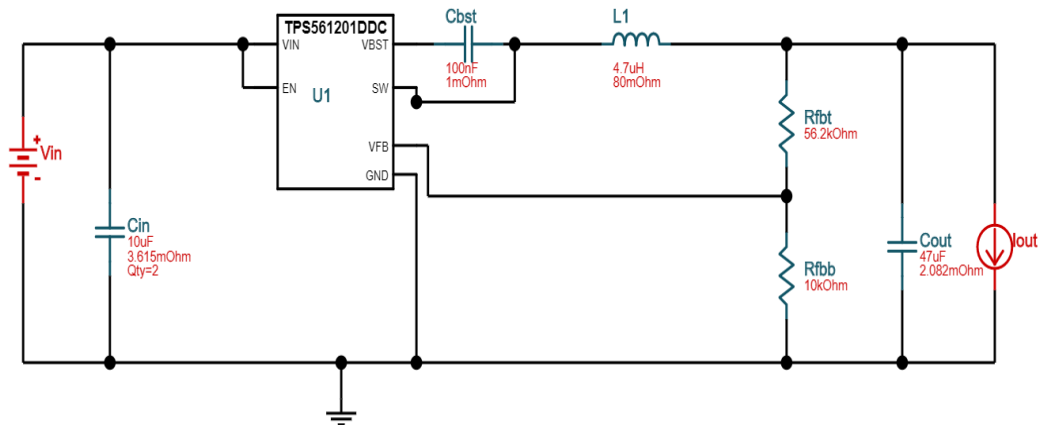 TPS561201DDC
VIN
VBST
EN
SW
U1
VFB
GND
Cbst
100nF
1mOhm
L1
4.7uH
80mOhm
Rfbt
56.2kOhm
+
Vin
-
Cin
10uF
3.615mOhm
Qty=2
Rfbb
10kOhm
Cout
47uF
2.082mOhm
Iout